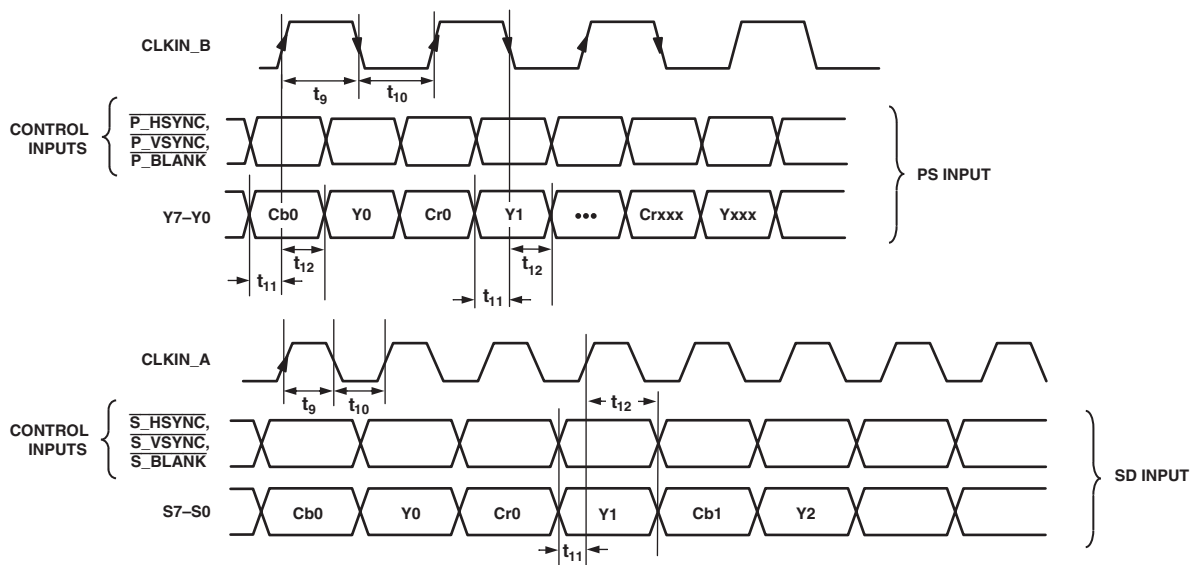 CLKIN_B
t9
t10
CONTROL
INPUTS
P_HSYNC,
P_VSYNC,
P_BLANK
PS INPUT
Y7–Y0
Cb0
Y0
Cr0
Y1
•••
Crxxx
Yxxx
t12
t12
t11
t11
CLKIN_A
t9
t10
t12
CONTROL
INPUTS
S_HSYNC,
S_VSYNC,
S_BLANK
SD INPUT
S7–S0
Cb0
Y0
Cr0
Y1
Cb1
Y2
t11